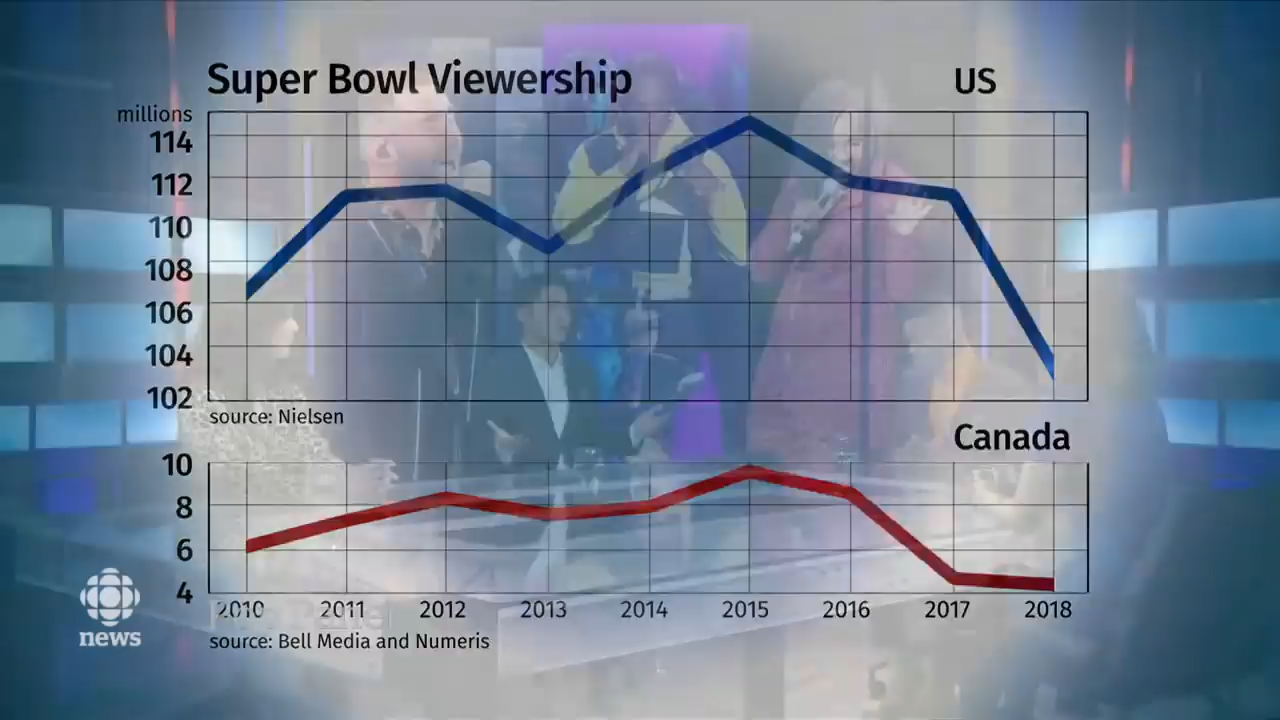 Super Bowl Viewership
US
millions
114
112
110
108
106
104
102
source: Nielsen
Canada
10
8
6
4
2010 2011 2012 2013 2014 2015 2016 2017 2018
source: Bell Media and Numeris
news